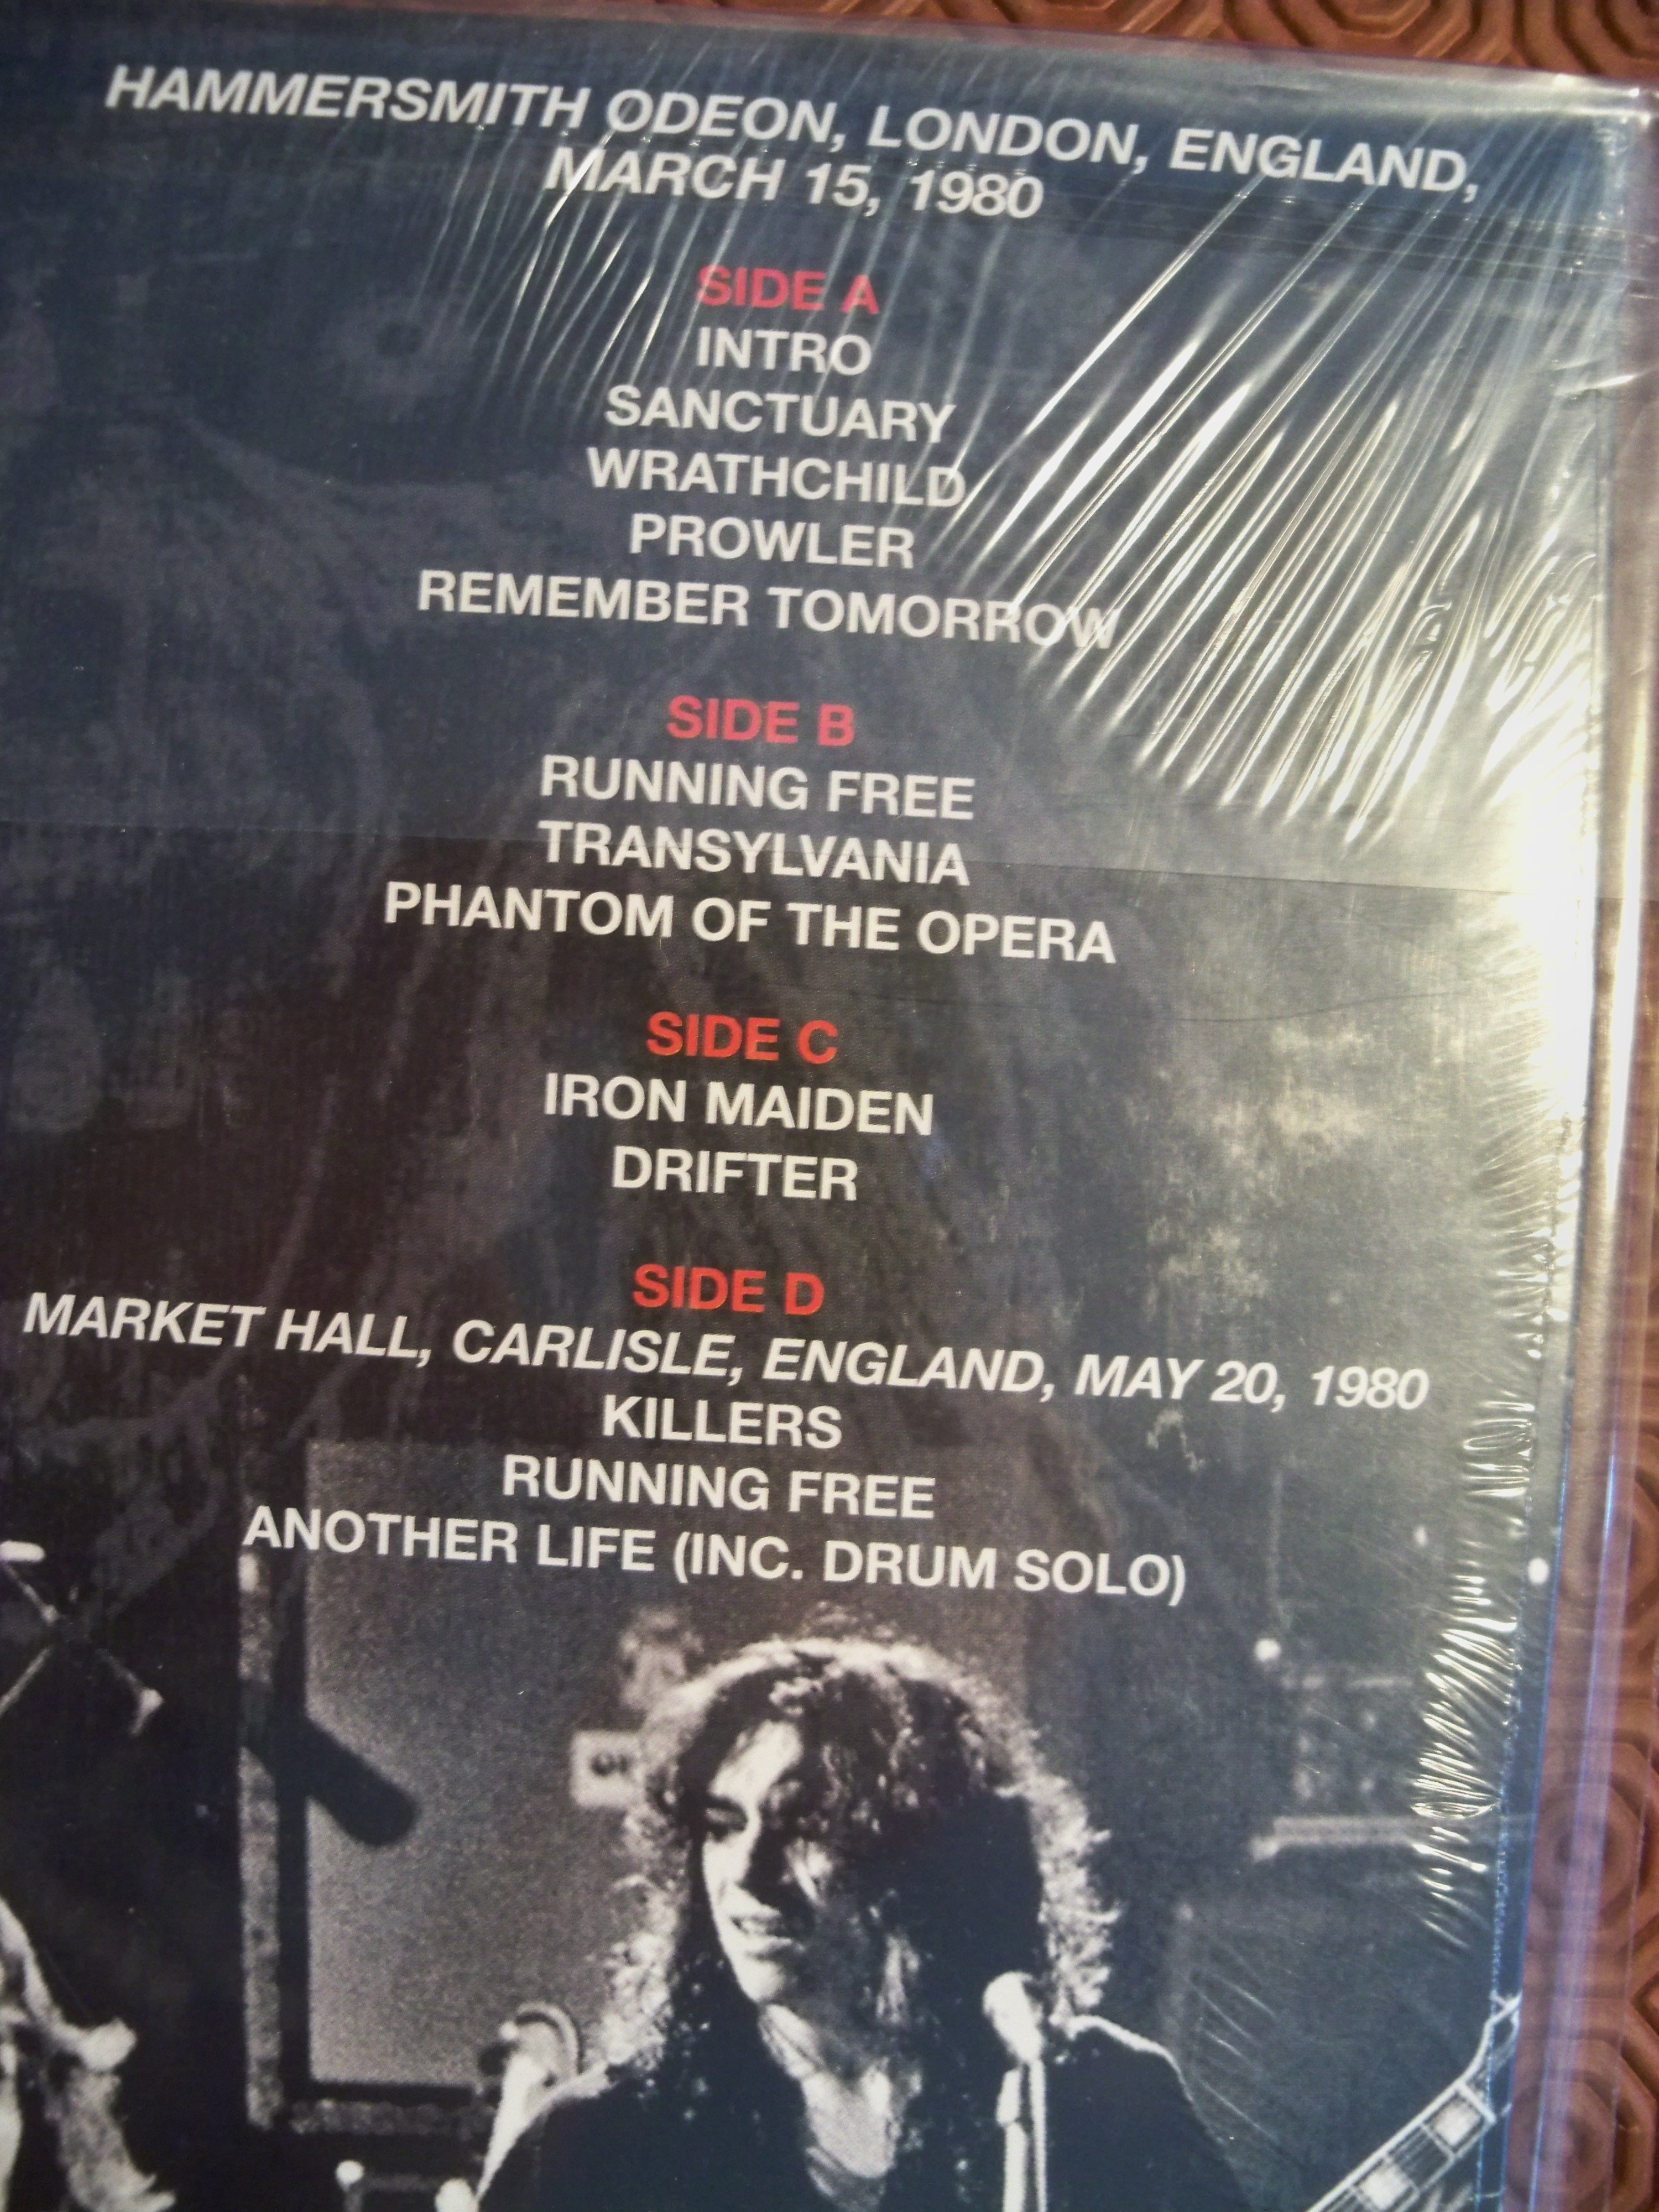 HAMMERSMITH ODEON, LONDON, ENGLAND,
MARCH 15, 1980
SIDE A
INTRO
SANCTUARY
WRATHCHILD
PROWLER
REMEMBER TOMORROW
SIDE B
RUNNING FREE
TRANSYLVANIA
PHANTOM OF THE OPERA
SIDE C
IRON MAIDEN
DRIFTER
SIDE D
MARKET HALL, CARLISLE, ENGLAND, MAY 20, 1980
KILLERS
RUNNING FREE
ANOTHER LIFE (INC. DRUM SOLO)